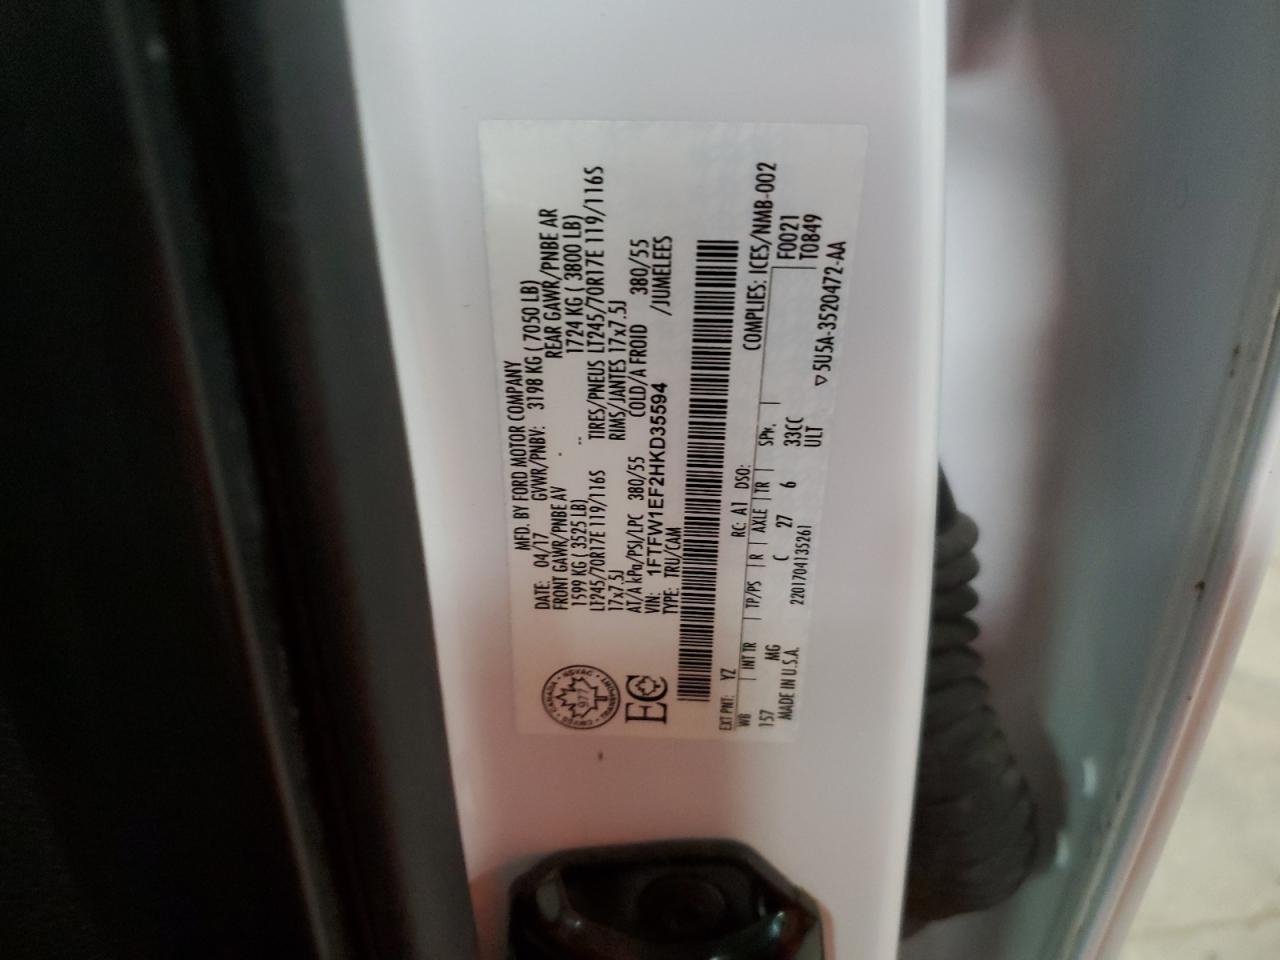 MFD. BY FORD MOTOR COMPANY
DATE: 04/17 GVWR/PNBV: 3198 KG ( 7050 LB)
FRONT GAWR/PNBE AV REAR GAWR/PNBE AR
1599 KG ( 3525 LB) 1724 KG ( 3800 LB)
LT245/70R17E 119/116S TIRES/PNEUS LT245/70R17E 119/116S
17x7.5J RIMS/JANTES 17x7.5J
AT/A kPa/PSI/LPC 380/55 COLD/A FROID 380/55
VIN: 1FTFW1EF2HKD35594 /JUMELEES
TYPE: TRU/CAM
977
EC
EXT PNT: YZ RC: A1 DSO: COMPLIES: ICES/NMB-002
WB INT TR TP/PS R AXLE TR SPR. F0021
157 MG C 27 6 33CC T0849
MADE IN U.S.A. 220170413526I ULT
▽5U5A-3520472-AA